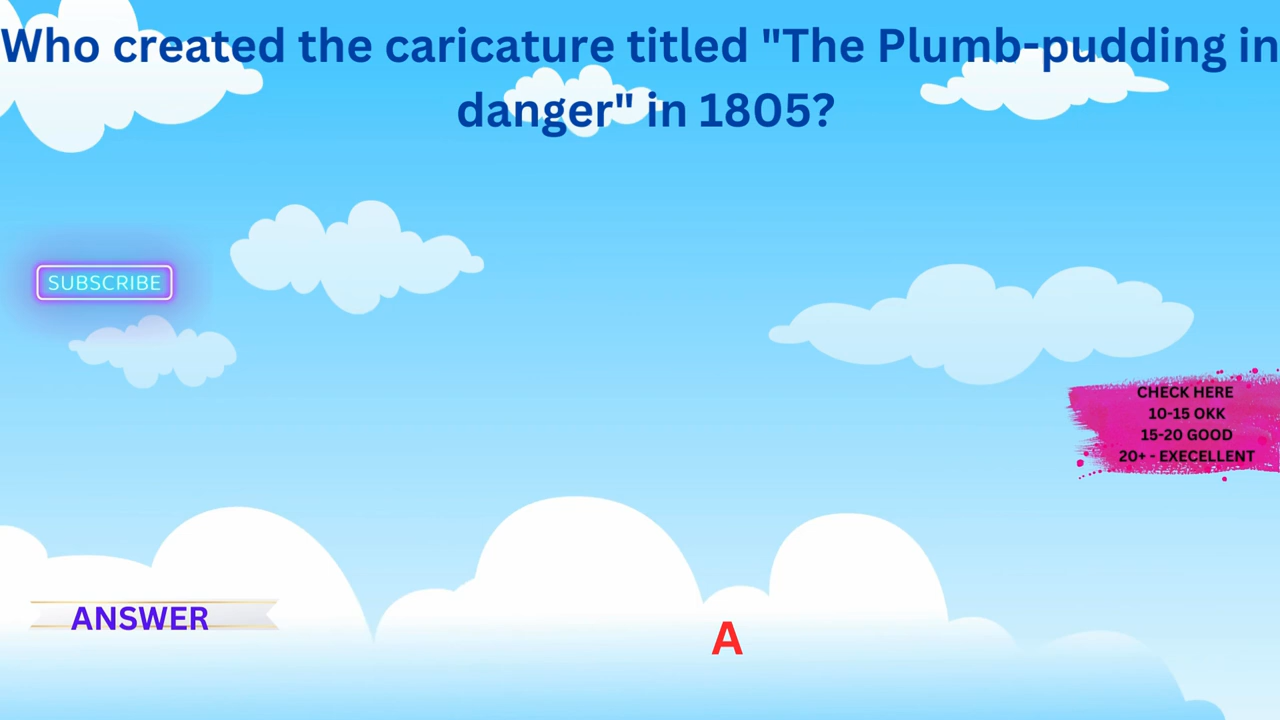 Who created the caricature titled "The Plumb-pudding in
danger" in 1805?
SUBSCRIBE
CHECK HERE
10-15 OKK
15-20 GOOD
20+ - EXECELLENT
ANSWER
A